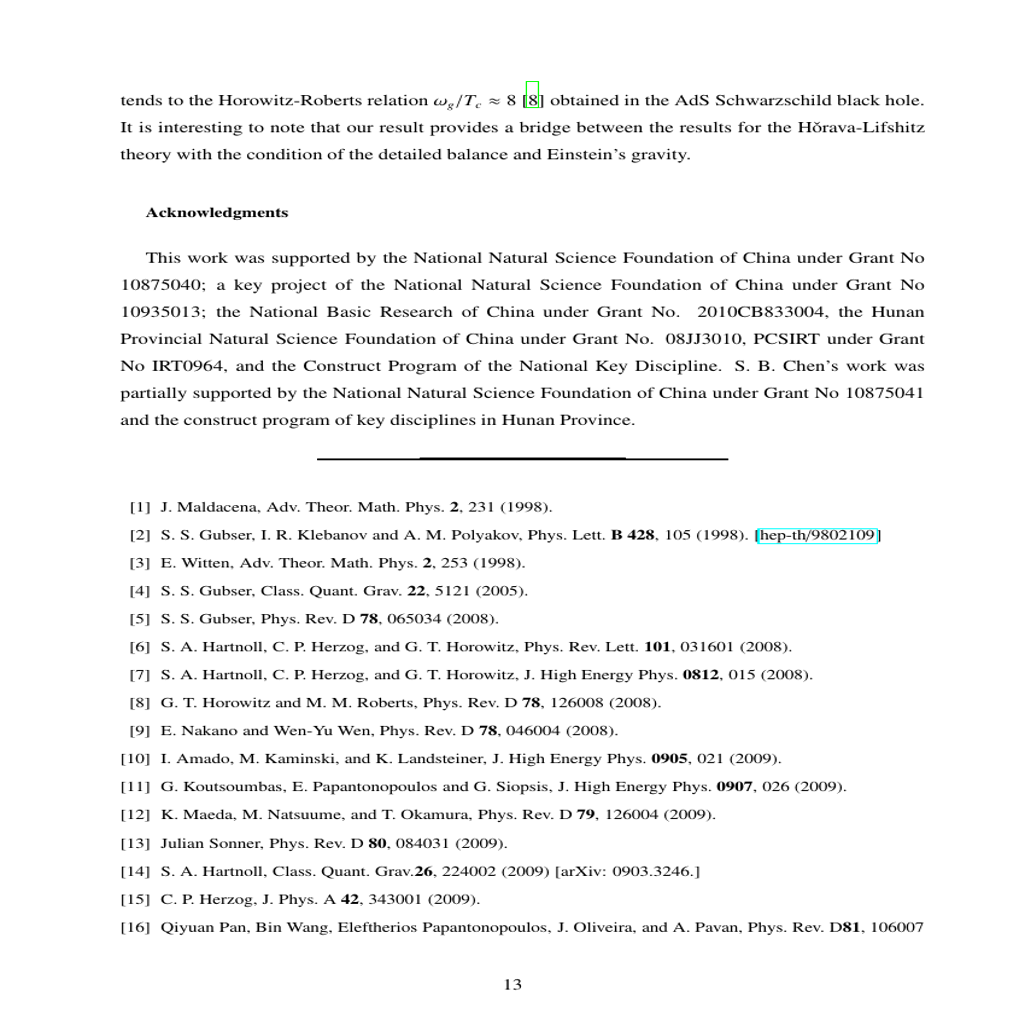 tends to the Horowitz-Roberts relation ω_g/T_c ≈ 8 [8] obtained in the AdS Schwarzschild black hole.
It is interesting to note that our result provides a bridge between the results for the Hǒrava-Lifshitz
theory with the condition of the detailed balance and Einstein's gravity.
Acknowledgments
This work was supported by the National Natural Science Foundation of China under Grant No
10875040; a key project of the National Natural Science Foundation of China under Grant No
10935013; the National Basic Research of China under Grant No. 2010CB833004, the Hunan
Provincial Natural Science Foundation of China under Grant No. 08JJ3010, PCSIRT under Grant
No IRT0964, and the Construct Program of the National Key Discipline. S. B. Chen's work was
partially supported by the National Natural Science Foundation of China under Grant No 10875041
and the construct program of key disciplines in Hunan Province.
[1] J. Maldacena, Adv. Theor. Math. Phys. 2, 231 (1998).
[2] S. S. Gubser, I. R. Klebanov and A. M. Polyakov, Phys. Lett. B 428, 105 (1998). [hep-th/9802109]
[3] E. Witten, Adv. Theor. Math. Phys. 2, 253 (1998).
[4] S. S. Gubser, Class. Quant. Grav. 22, 5121 (2005).
[5] S. S. Gubser, Phys. Rev. D 78, 065034 (2008).
[6] S. A. Hartnoll, C. P. Herzog, and G. T. Horowitz, Phys. Rev. Lett. 101, 031601 (2008).
[7] S. A. Hartnoll, C. P. Herzog, and G. T. Horowitz, J. High Energy Phys. 0812, 015 (2008).
[8] G. T. Horowitz and M. M. Roberts, Phys. Rev. D 78, 126008 (2008).
[9] E. Nakano and Wen-Yu Wen, Phys. Rev. D 78, 046004 (2008).
[10] I. Amado, M. Kaminski, and K. Landsteiner, J. High Energy Phys. 0905, 021 (2009).
[11] G. Koutsoumbas, E. Papantonopoulos and G. Siopsis, J. High Energy Phys. 0907, 026 (2009).
[12] K. Maeda, M. Natsuume, and T. Okamura, Phys. Rev. D 79, 126004 (2009).
[13] Julian Sonner, Phys. Rev. D 80, 084031 (2009).
[14] S. A. Hartnoll, Class. Quant. Grav.26, 224002 (2009) [arXiv: 0903.3246.]
[15] C. P. Herzog, J. Phys. A 42, 343001 (2009).
[16] Qiyuan Pan, Bin Wang, Eleftherios Papantonopoulos, J. Oliveira, and A. Pavan, Phys. Rev. D81, 106007
13